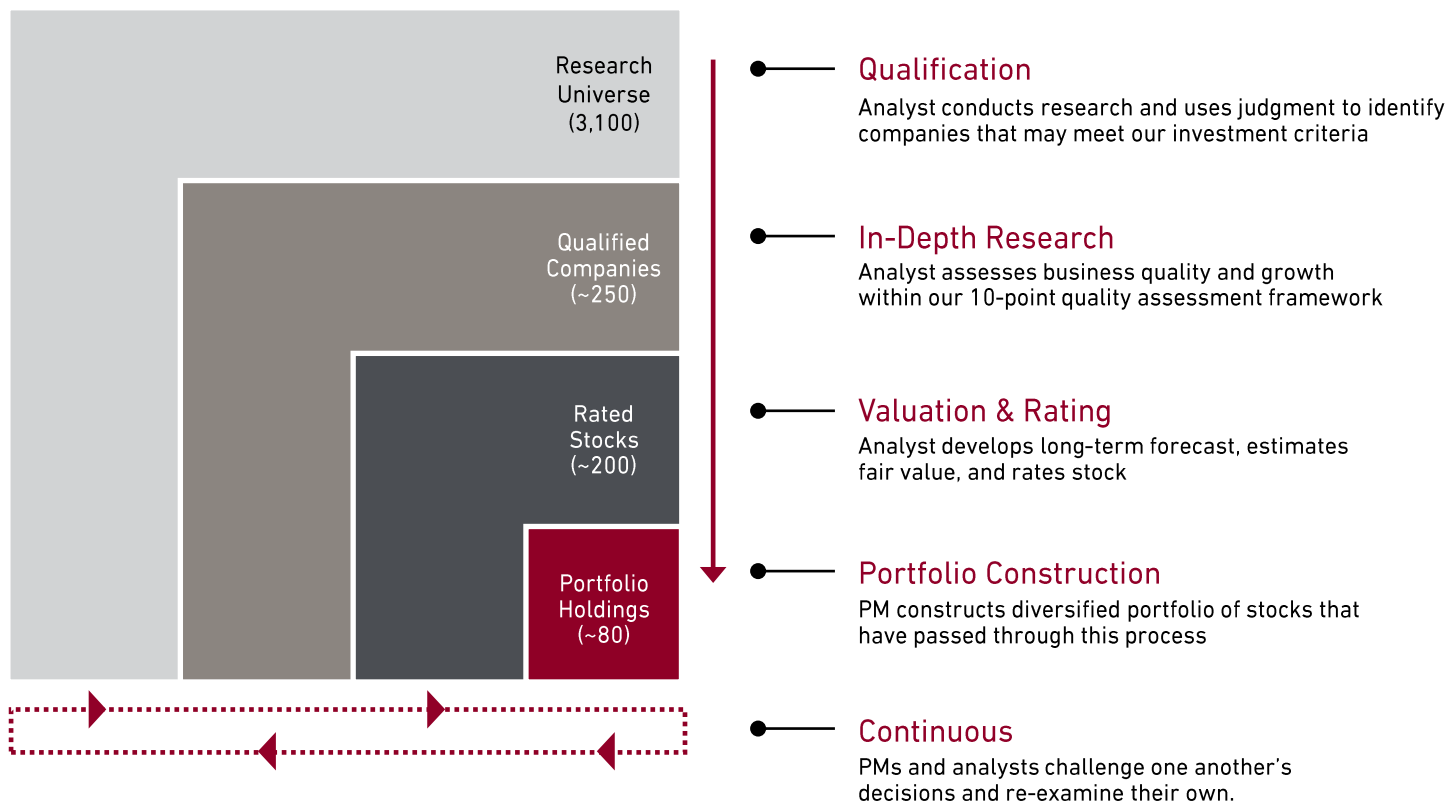 Research
Universe
(3,100)
Qualification
Analyst conducts research and uses judgment to identify
companies that may meet our investment criteria
Qualified
Companies
(~250)
In-Depth Research
Analyst assesses business quality and growth
within our 10-point quality assessment framework
Rated
Stocks
(~200)
Valuation & Rating
Analyst develops long-term forecast, estimates
fair value, and rates stock
Portfolio
Holdings
(~80)
Portfolio Construction
PM constructs diversified portfolio of stocks that
have passed through this process
Continuous
PMs and analysts challenge one another’s
decisions and re-examine their own.